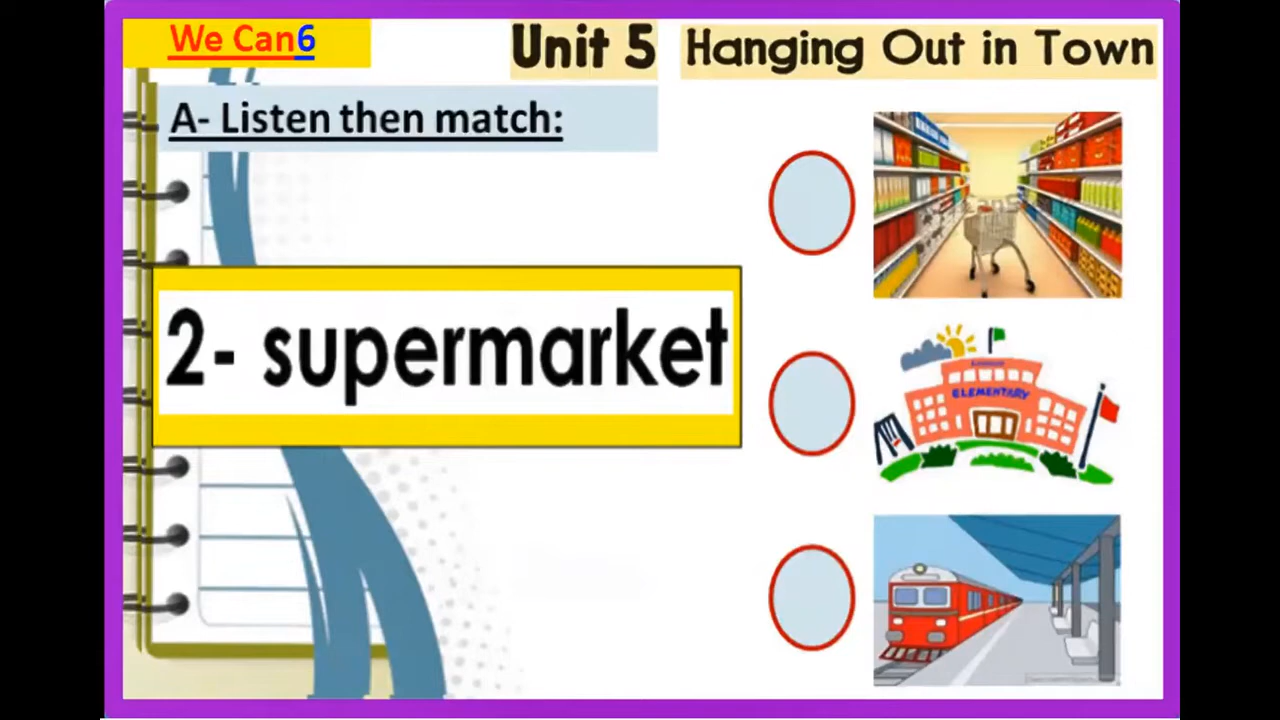 We Can6
Unit 5 Hanging Out in Town
A- Listen then match:
2- supermarket
ELEMENTARY